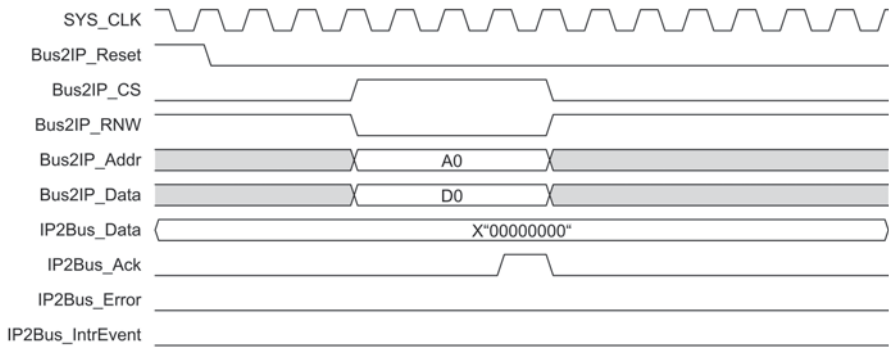 SYS_CLK
Bus2IP_Reset
Bus2IP_CS
Bus2IP_RNW
Bus2IP_Addr A0
Bus2IP_Data D0
IP2Bus_Data X“00000000“
IP2Bus_Ack
IP2Bus_Error
IP2Bus_IntrEvent